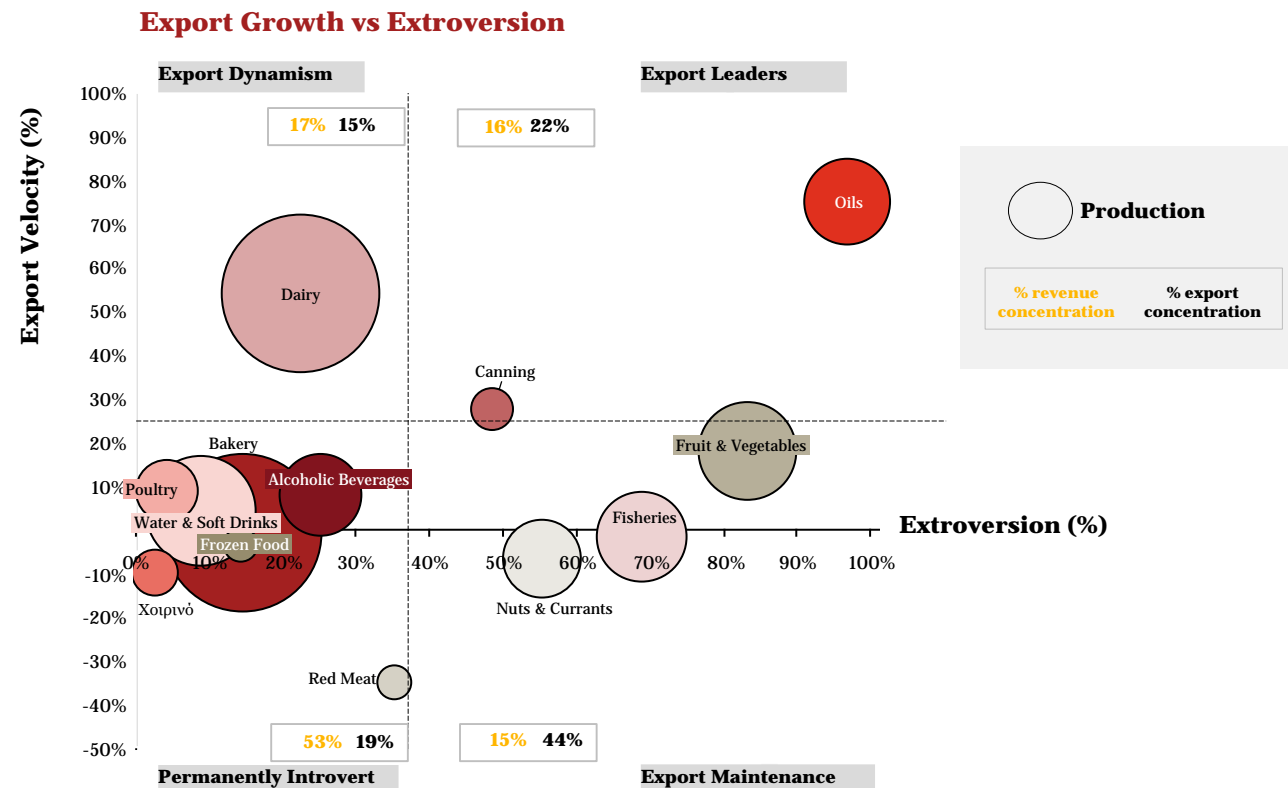 Export Growth vs Extroversion
Export Dynamism
Export Leaders
Export Velocity (%)
100%
90%
80%
70%
60%
50%
40%
30%
20%
10%
-10%
-20%
-30%
-40%
-50%
17% 15%
16% 22%
Oils
Dairy
Canning
Fruit & Vegetables
Bakery
Alcoholic Beverages
Poultry
Water & Soft Drinks
Frozen Food
Fisheries
Extroversion (%)
0% 10% 20% 30% 40% 50% 60% 70% 80% 90% 100%
Χοιρινό
Nuts & Currants
Red Meat
53% 19%
15% 44%
Permanently Introvert
Export Maintenance
Production
% revenue
concentration
% export
concentration